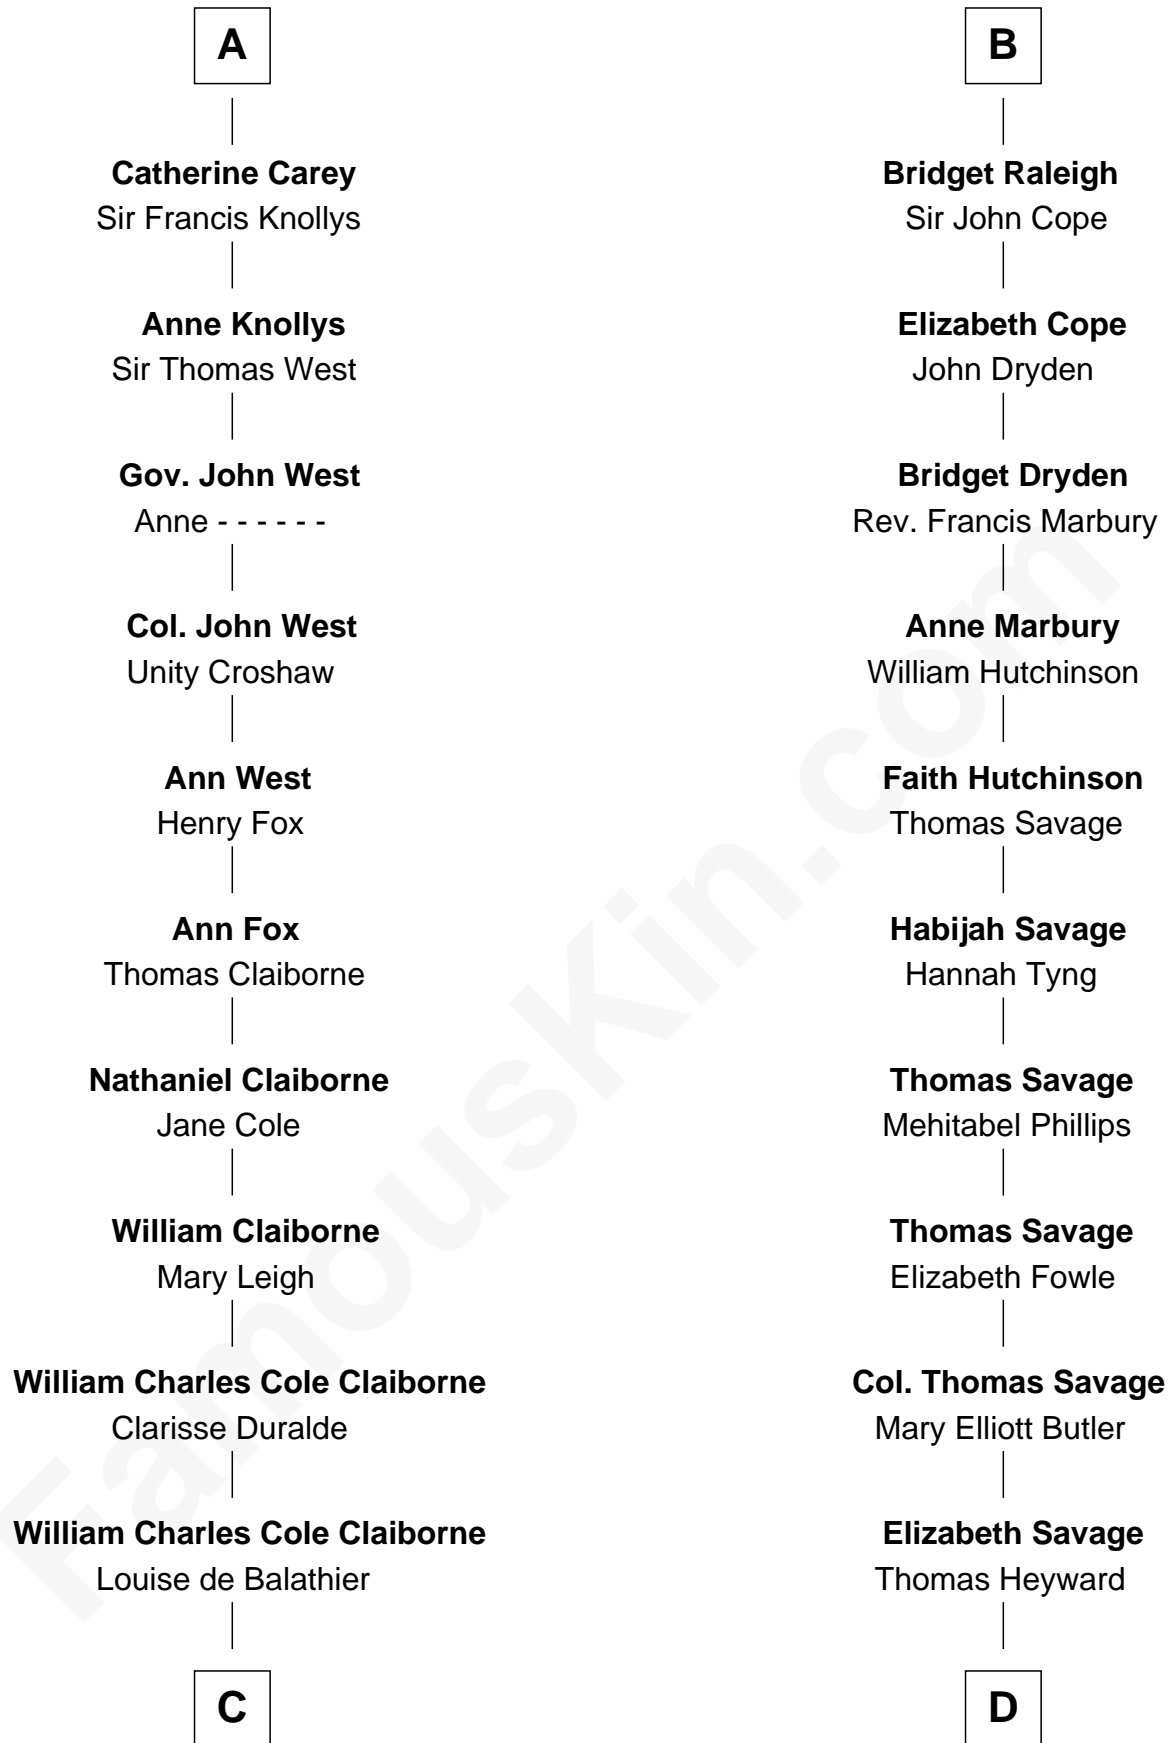 A
Catherine Carey
Sir Francis Knollys
Anne Knollys
Sir Thomas West
Gov. John West
Anne - - - - - -
Col. John West
Unity Croshaw
Ann West
Henry Fox
Ann Fox
Thomas Claiborne
Nathaniel Claiborne
Jane Cole
William Claiborne
Mary Leigh
William Charles Cole Claiborne
Clarisse Duralde
William Charles Cole Claiborne
Louise de Balathier
C
B
Bridget Raleigh
Sir John Cope
Elizabeth Cope
John Dryden
Bridget Dryden
Rev. Francis Marbury
Anne Marbury
William Hutchinson
Faith Hutchinson
Thomas Savage
Habijah Savage
Hannah Tyng
Thomas Savage
Mehitabel Phillips
Thomas Savage
Elizabeth Fowle
Col. Thomas Savage
Mary Elliott Butler
Elizabeth Savage
Thomas Heyward
D
FamousKin.com